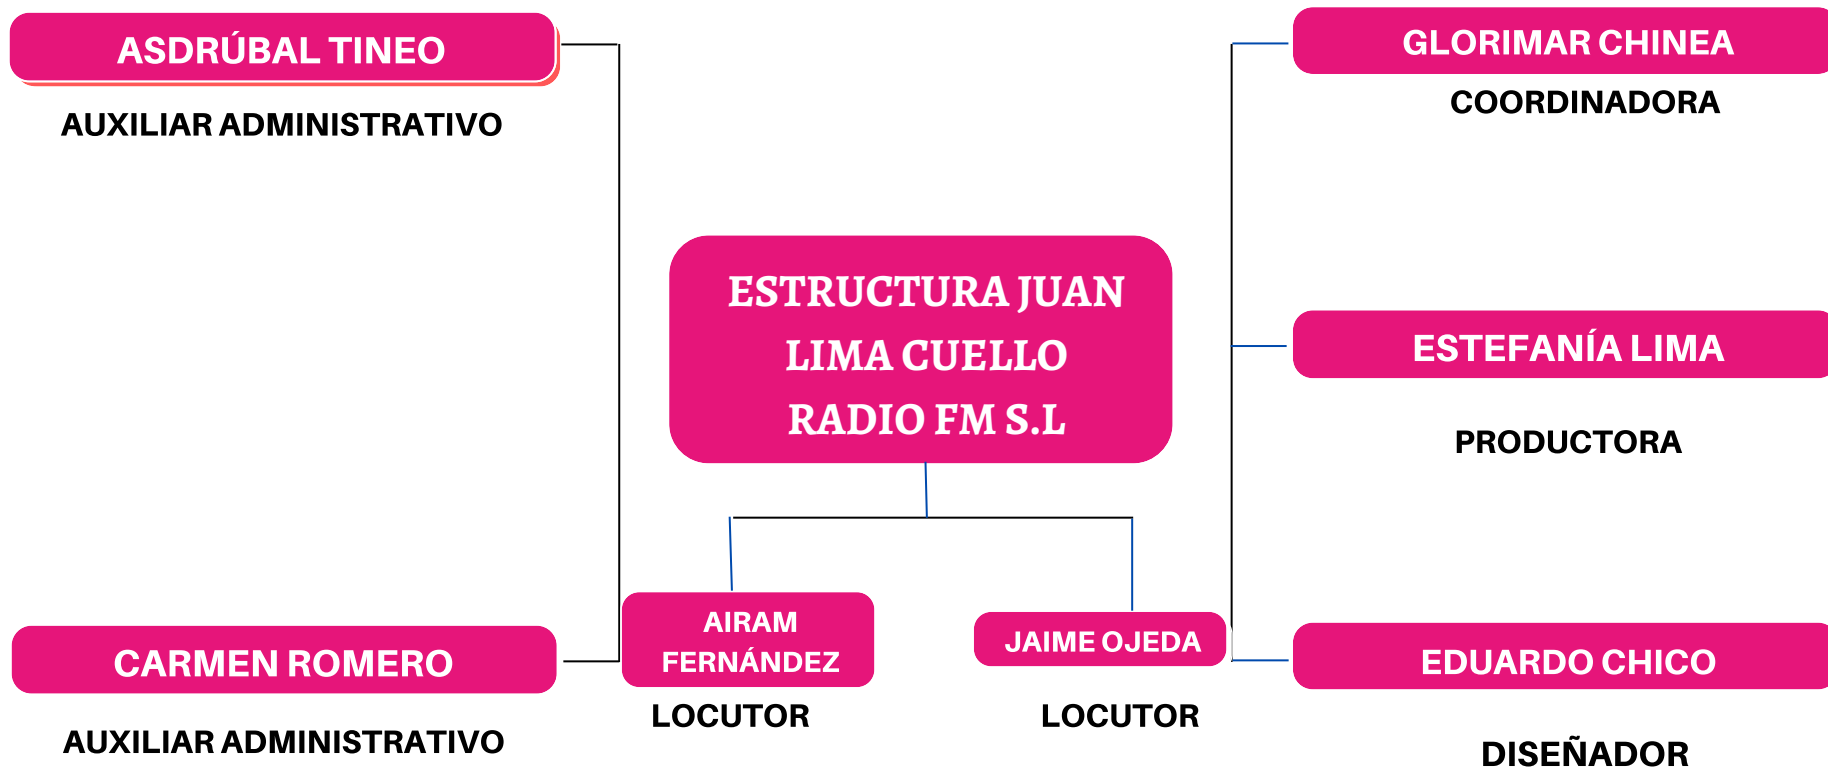 ASDRÚBAL TINEO
AUXILIAR ADMINISTRATIVO
GLORIMAR CHINEA
COORDINADORA
ESTRUCTURA JUAN
LIMA CUELLO
RADIO FM S.L
ESTEFANÍA LIMA
PRODUCTORA
CARMEN ROMERO
AUXILIAR ADMINISTRATIVO
AIRAM
FERNÁNDEZ
LOCUTOR
JAIME OJEDA
LOCUTOR
EDUARDO CHICO
DISEÑADOR